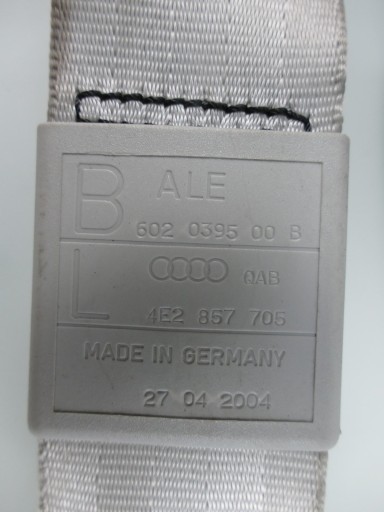 B ALE
602 0395 00 B
L QAB
4E2 857 705
MADE IN GERMANY
27 04 2004